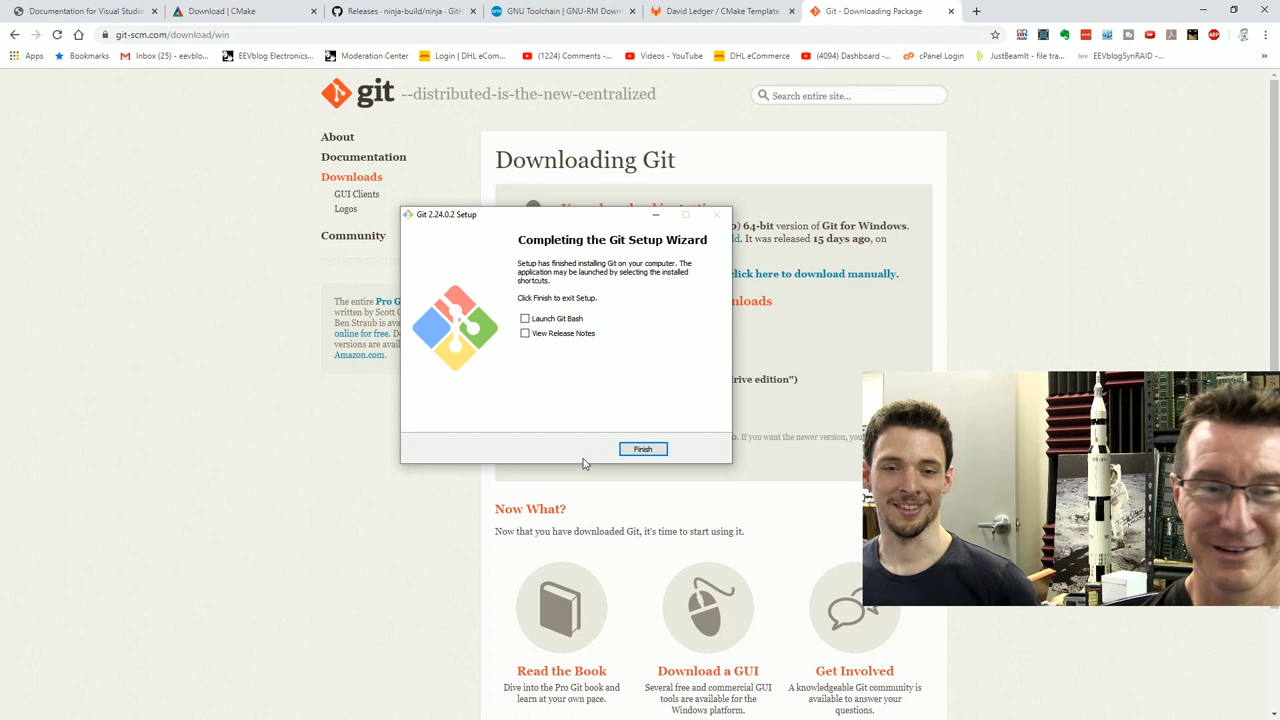 Documentation for Visual Studio
Download | CMake
Releases · ninja-build/ninja · GitH
GNU Toolchain | GNU-RM Down
David Ledger / CMake Template
Git - Downloading Package
git-scm.com/download/win
Apps
Bookmarks
Inbox (25) - eevblo...
EEVblog Electronics...
Moderation Center
Login | DHL eCom...
(1224) Comments -...
Videos - YouTube
DHL eCommerce
(4094) Dashboard -...
cPanel Login
JustBeamIt - file tra...
EEVblogSynRAID -...
git --distributed-is-the-new-centralized
Search entire site...
About
Documentation
Downloads
GUI Clients
Logos
Community
The entire Pro G
written by Scott C
Ben Straub is ava
online for free. D
versions are avail
Amazon.com.
Downloading Git
o) 64-bit version of Git for Windows.
ld. It was released 15 days ago, on
click here to download manually.
nloads
rive edition")
o. If you want the newer version, you
Git 2.24.0.2 Setup
Completing the Git Setup Wizard
Setup has finished installing Git on your computer. The
application may be launched by selecting the installed
shortcuts.
Click Finish to exit Setup.
Launch Git Bash
View Release Notes
Finish
Now What?
Now that you have downloaded Git, it's time to start using it.
Read the Book
Dive into the Pro Git book and
learn at your own pace.
Download a GUI
Several free and commercial GUI
tools are available for the
Windows platform.
Get Involved
A knowledgeable Git community is
available to answer your
questions.